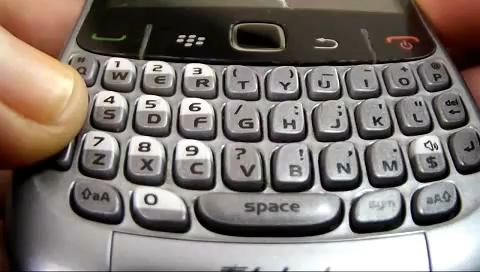 1 2 3 ( ) _ - + @
W E R T Y U I O P
4 5 6 / : ; ' " del
S D F G H J K L
7 8 9 ? ! , .
Z X C V B N M $
aA 0 space sym aA